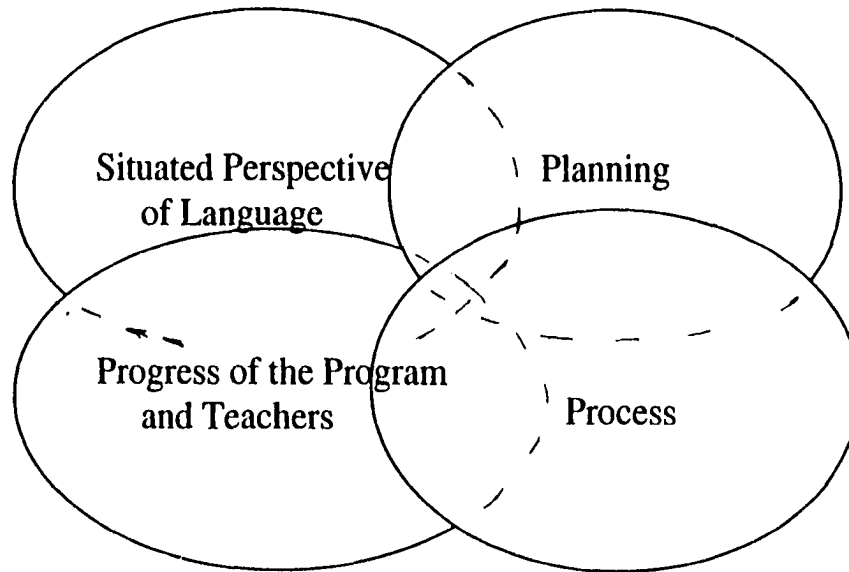 Situated Perspective
of Language
Planning
Progress of the Program
and Teachers
Process